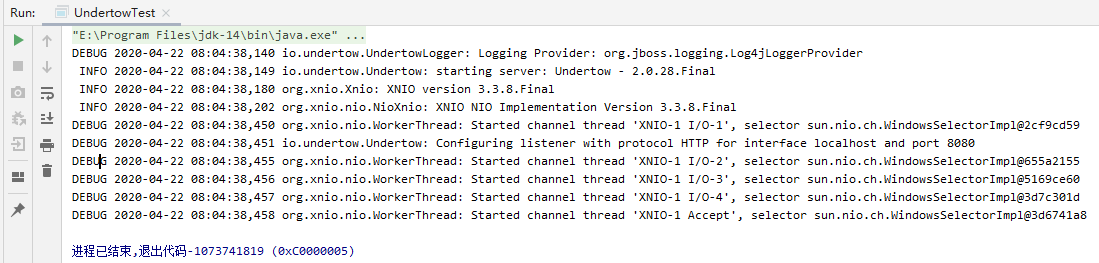 Run: UndertowTest
"E:\Program Files\jdk-14\bin\java.exe" ...
DEBUG 2020-04-22 08:04:38,140 io.undertow.UndertowLogger: Logging Provider: org.jboss.logging.Log4jLoggerProvider
INFO 2020-04-22 08:04:38,149 io.undertow.Undertow: starting server: Undertow - 2.0.28.Final
INFO 2020-04-22 08:04:38,180 org.xnio.Xnio: XNIO version 3.3.8.Final
INFO 2020-04-22 08:04:38,202 org.xnio.nio.NioXnio: XNIO NIO Implementation Version 3.3.8.Final
DEBUG 2020-04-22 08:04:38,450 org.xnio.nio.WorkerThread: Started channel thread 'XNIO-1 I/O-1', selector sun.nio.ch.WindowsSelectorImpl@2cf9cd59
DEBUG 2020-04-22 08:04:38,451 io.undertow.Undertow: Configuring listener with protocol HTTP for interface localhost and port 8080
DEBUG 2020-04-22 08:04:38,455 org.xnio.nio.WorkerThread: Started channel thread 'XNIO-1 I/O-2', selector sun.nio.ch.WindowsSelectorImpl@655a2155
DEBUG 2020-04-22 08:04:38,456 org.xnio.nio.WorkerThread: Started channel thread 'XNIO-1 I/O-3', selector sun.nio.ch.WindowsSelectorImpl@5169ce60
DEBUG 2020-04-22 08:04:38,457 org.xnio.nio.WorkerThread: Started channel thread 'XNIO-1 I/O-4', selector sun.nio.ch.WindowsSelectorImpl@3d7c301d
DEBUG 2020-04-22 08:04:38,458 org.xnio.nio.WorkerThread: Started channel thread 'XNIO-1 Accept', selector sun.nio.ch.WindowsSelectorImpl@3d6741a8
进程已结束,退出代码-1073741819 (0xC0000005)